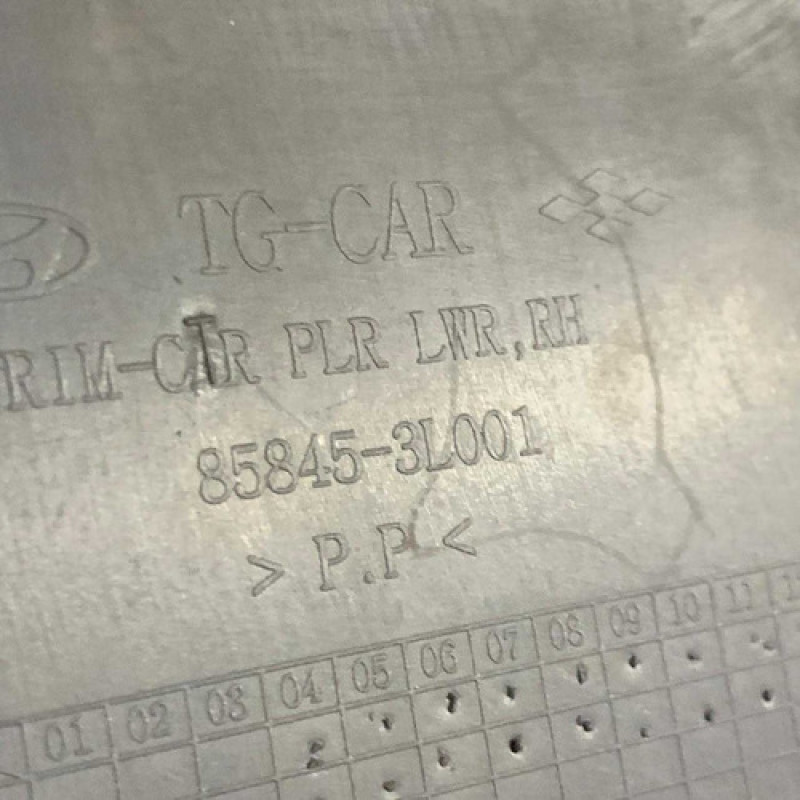 TG-CAR
RIM-CTR PLR LWR,RH
85845-3L001
>P.P<
01 02 03 04 05 06 07 08 09 10 11